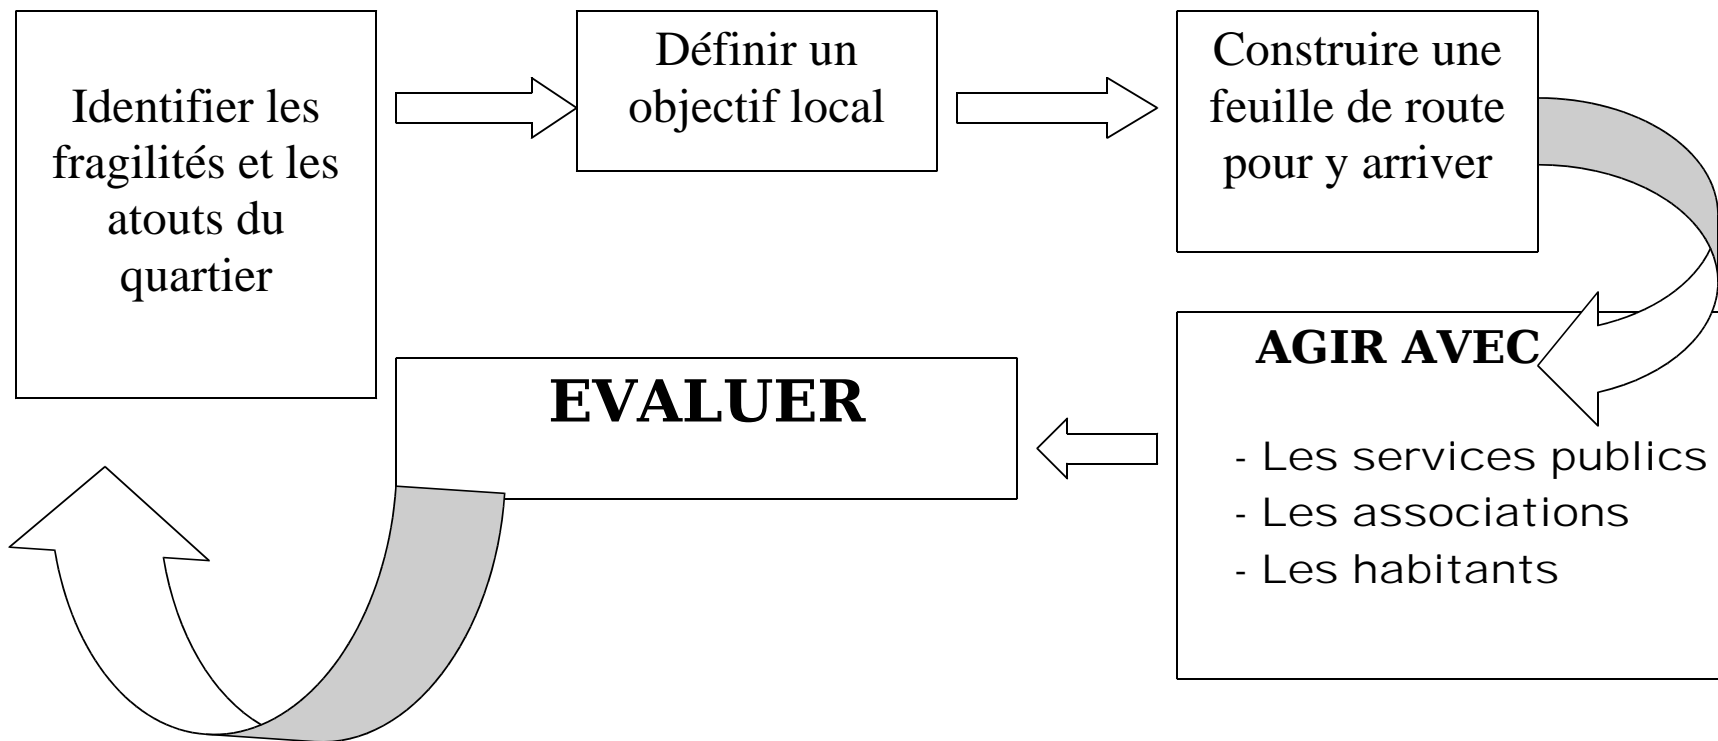 Identifier les
fragilités et les
atouts du
quartier
Définir un
objectif local
Construire une
feuille de route
pour y arriver
AGIR AVEC
- Les services publics
- Les associations
- Les habitants
EVALUER